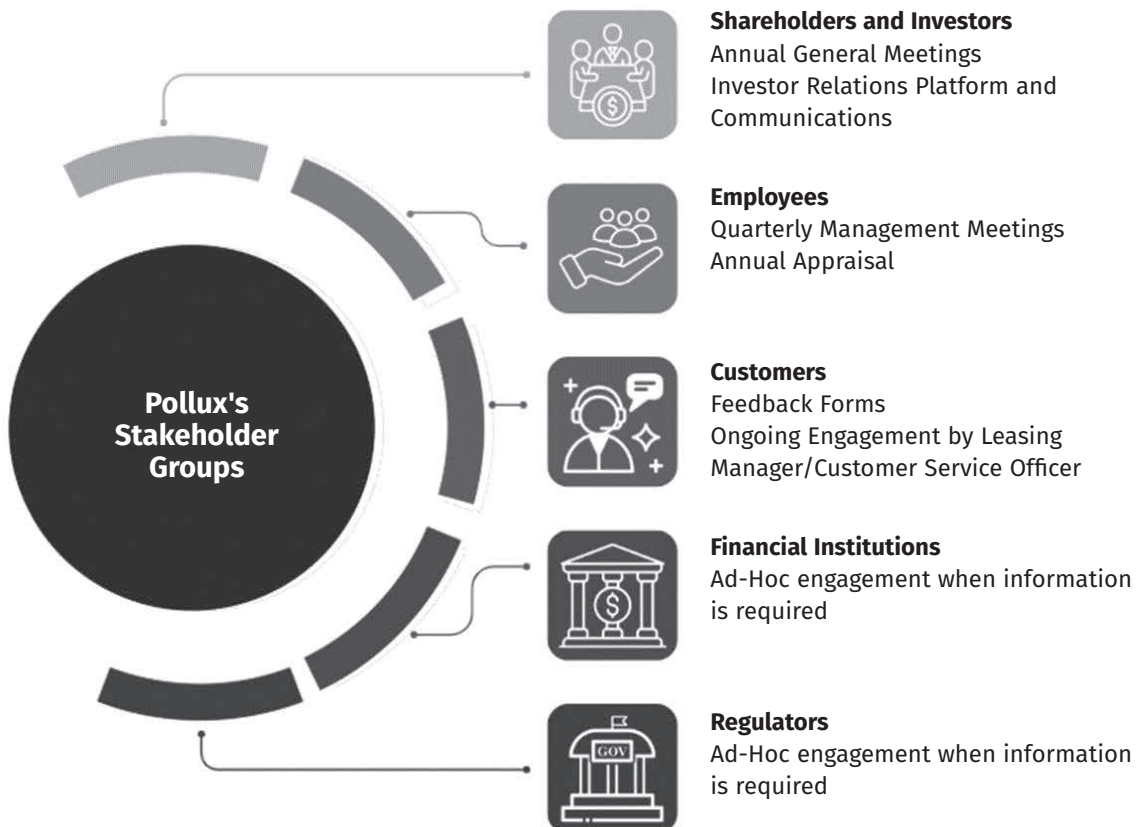 Shareholders and Investors
Annual General Meetings
Investor Relations Platform and
Communications
Employees
Quarterly Management Meetings
Annual Appraisal
Pollux's
Stakeholder
Groups
Customers
Feedback Forms
Ongoing Engagement by Leasing
Manager/Customer Service Officer
Financial Institutions
Ad-Hoc engagement when information
is required
GOV
Regulators
Ad-Hoc engagement when information
is required